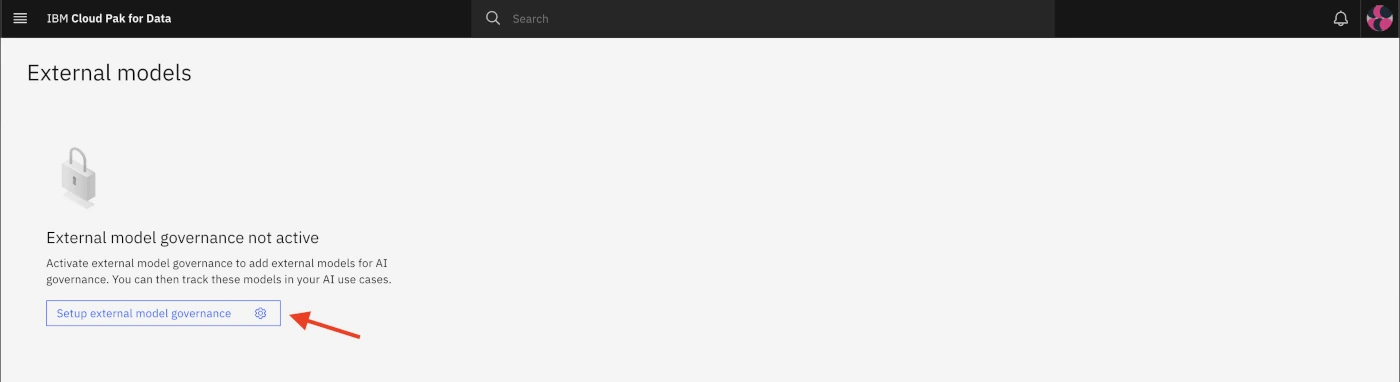 IBM Cloud Pak for Data
Search
External models
External model governance not active
Activate external model governance to add external models for AI
governance. You can then track these models in your AI use cases.
Setup external model governance